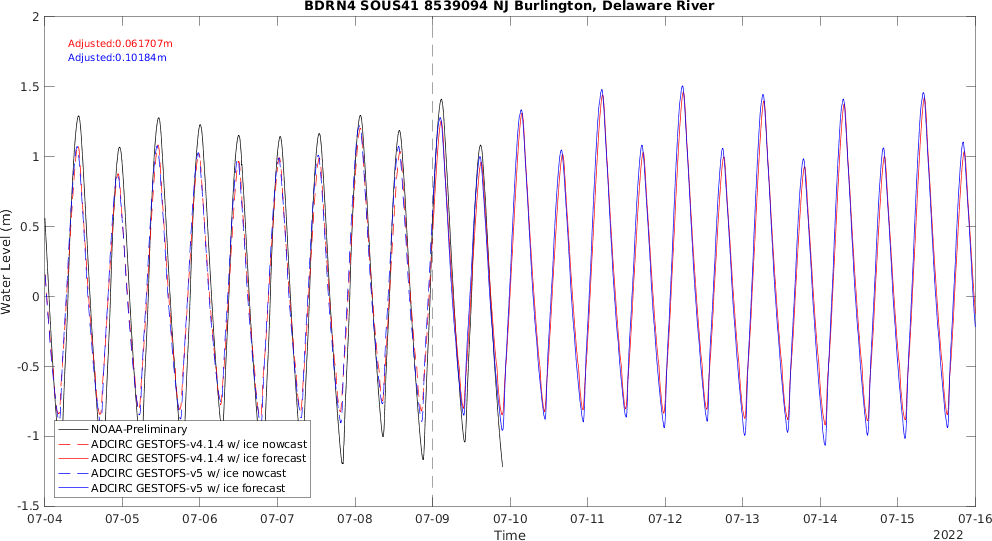 BDRN4 SOUS41 8539094 NJ Burlington, Delaware River
Adjusted:0.061707m
Adjusted:0.10184m
Water Level (m)
2
1.5
1
0.5
0
-0.5
-1
-1.5
NOAA-Preliminary
ADCIRC GESTOFS-v4.1.4 w/ ice nowcast
ADCIRC GESTOFS-v4.1.4 w/ ice forecast
ADCIRC GESTOFS-v5 w/ ice nowcast
ADCIRC GESTOFS-v5 w/ ice forecast
07-04 07-05 07-06 07-07 07-08 07-09 07-10 07-11 07-12 07-13 07-14 07-15 07-16
Time
2022